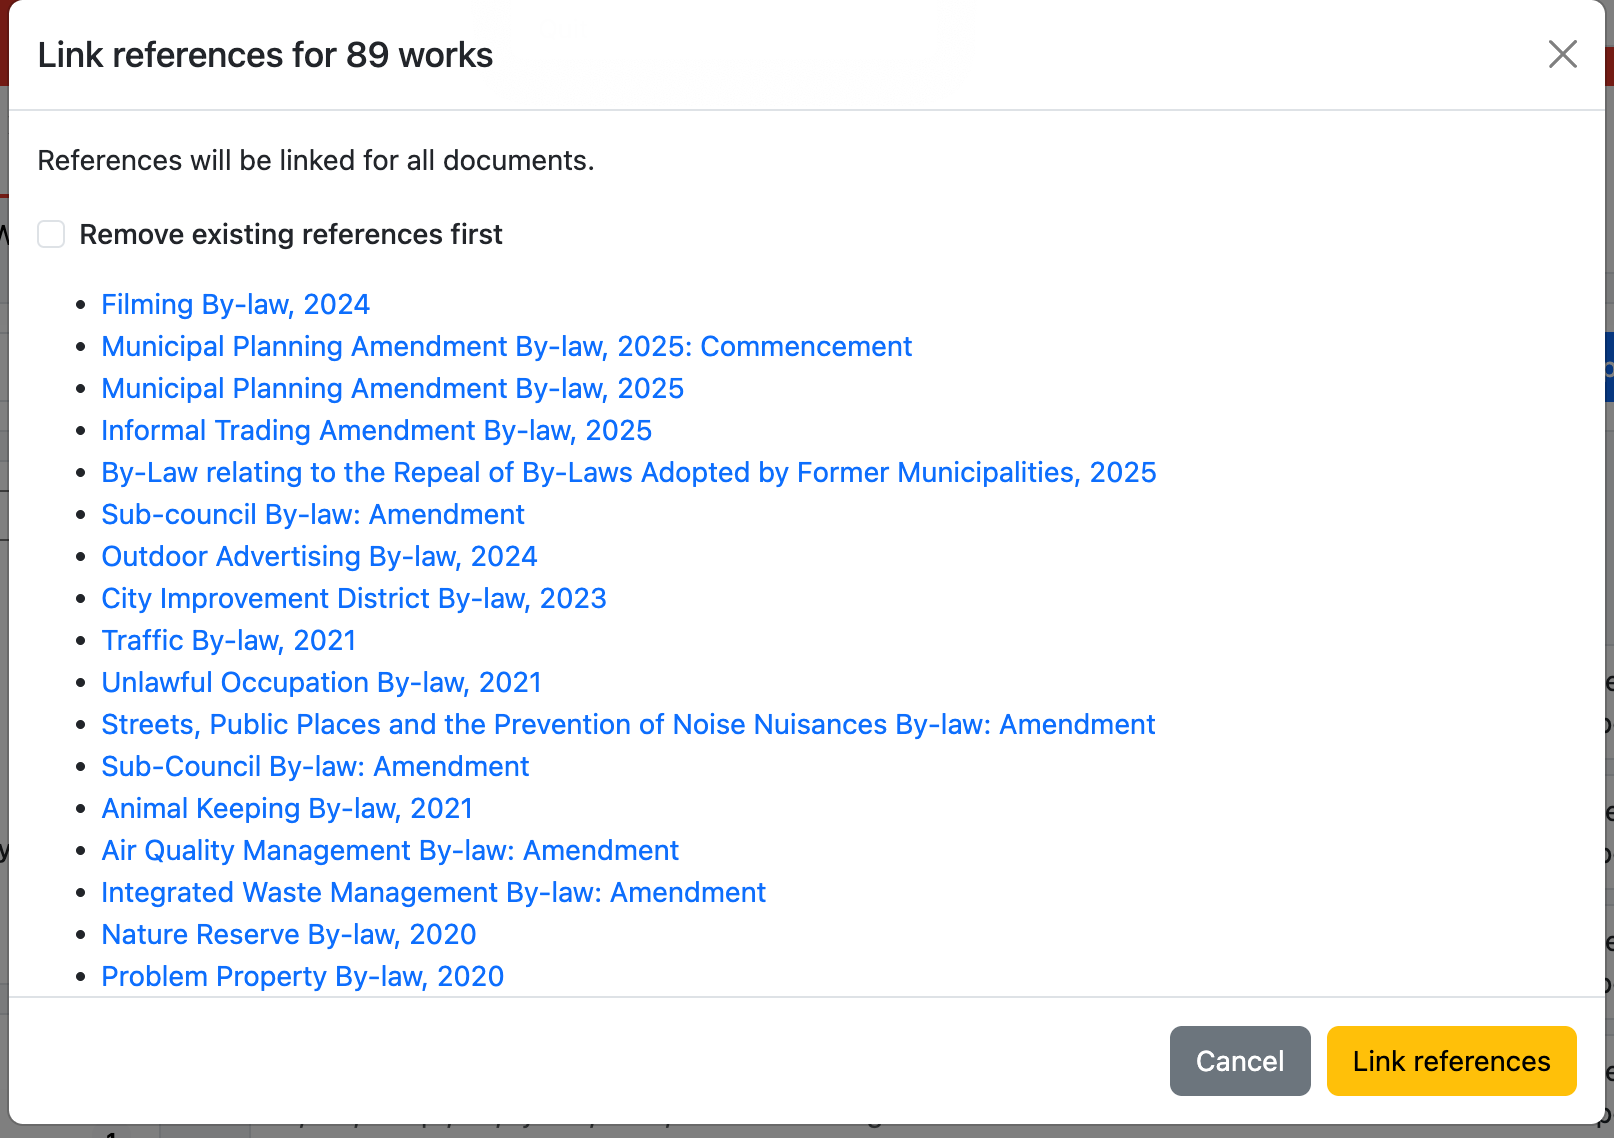 Link references for 89 works
References will be linked for all documents.
Remove existing references first
Filming By-law, 2024
Municipal Planning Amendment By-law, 2025: Commencement
Municipal Planning Amendment By-law, 2025
Informal Trading Amendment By-law, 2025
By-Law relating to the Repeal of By-Laws Adopted by Former Municipalities, 2025
Sub-council By-law: Amendment
Outdoor Advertising By-law, 2024
City Improvement District By-law, 2023
Traffic By-law, 2021
Unlawful Occupation By-law, 2021
Streets, Public Places and the Prevention of Noise Nuisances By-law: Amendment
Sub-Council By-law: Amendment
Animal Keeping By-law, 2021
Air Quality Management By-law: Amendment
Integrated Waste Management By-law: Amendment
Nature Reserve By-law, 2020
Problem Property By-law, 2020
Cancel
Link references